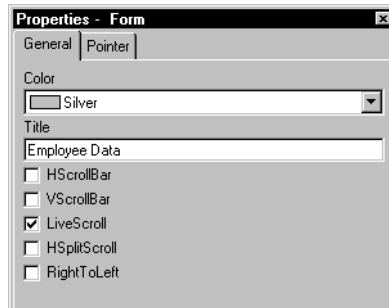 Properties - Form
General Pointer
Color
Silver
Title
Employee Data
HScrollBar
VScrollBar
LiveScroll
HSplitScroll
RightToLeft